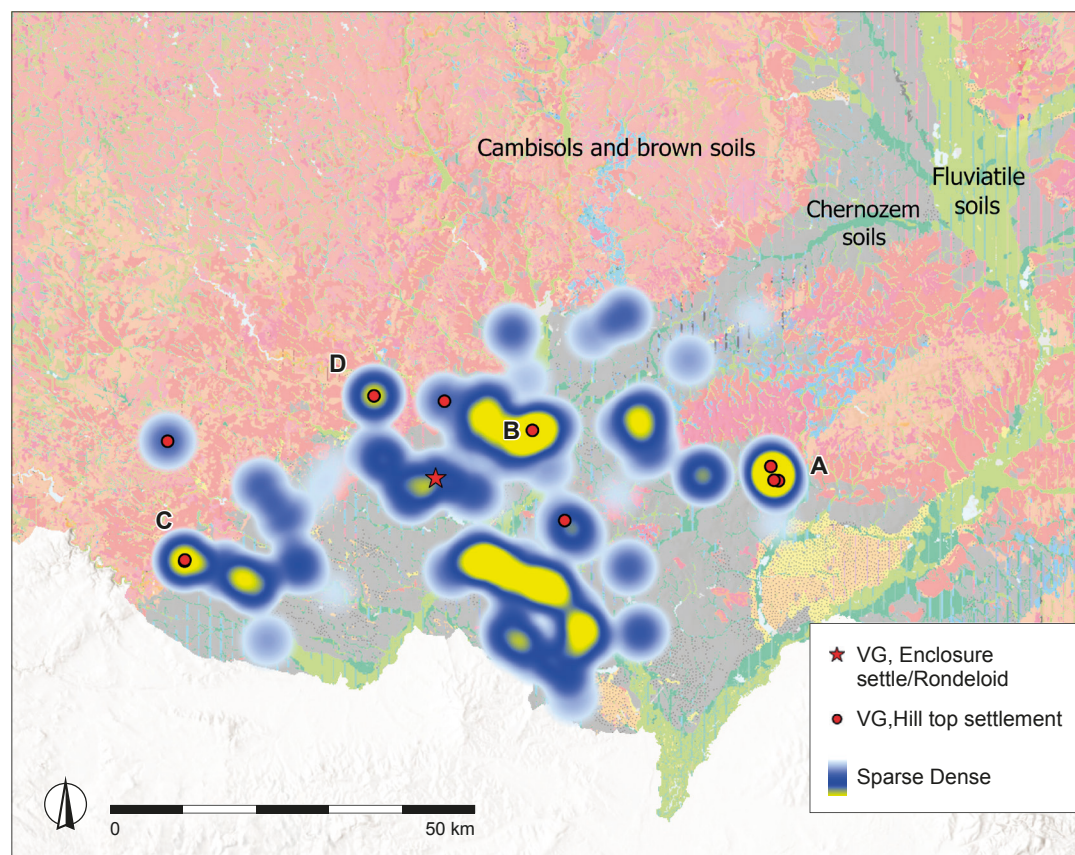 Cambisols and brown soils
Fluviatile
soils
Chernozem
soils
D
B
A
C
VG, Enclosure
settle/Rondeloid
VG,Hill top settlement
Sparse Dense
0
50 km